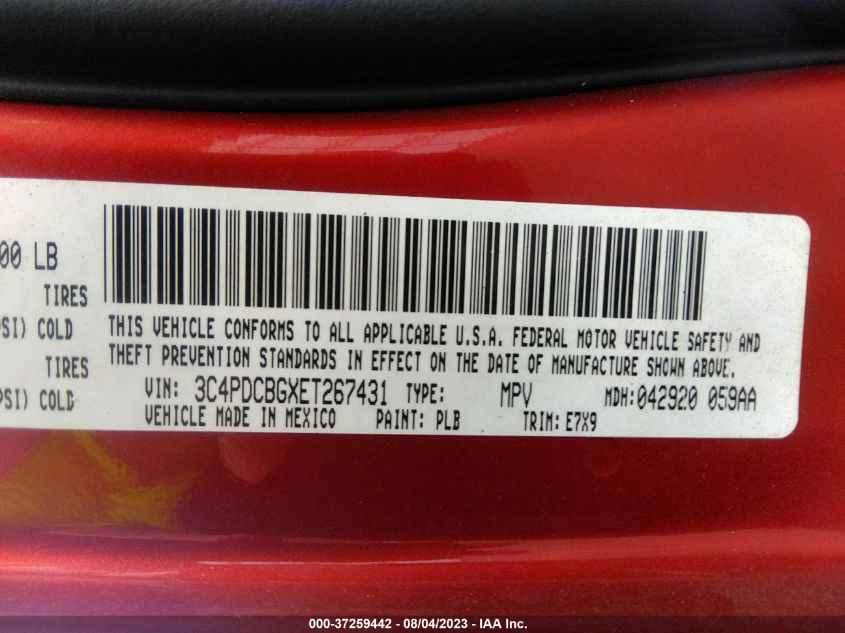 00 LB
TIRES
PSI) COLD
TIRES
PSI) COLD
THIS VEHICLE CONFORMS TO ALL APPLICABLE U.S.A. FEDERAL MOTOR VEHICLE SAFETY AND
THEFT PREVENTION STANDARDS IN EFFECT ON THE DATE OF MANUFACTURE SHOWN ABOVE.
VIN: 3C4PDCBGXET267431 TYPE: MPV MDH:042920 059AA
VEHICLE MADE IN MEXICO PAINT: PLB TRIM: E7X9
000-37259442 - 08/04/2023 - IAA Inc.